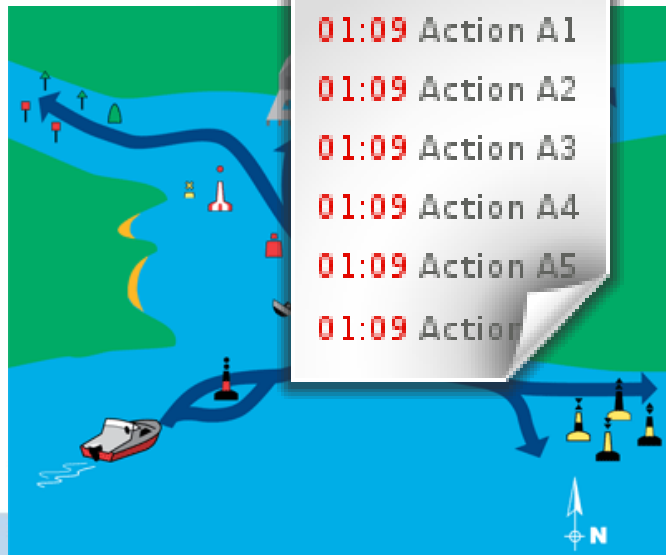 01:09 Action A1
01:09 Action A2
01:09 Action A3
01:09 Action A4
01:09 Action A5
01:09 Action
N